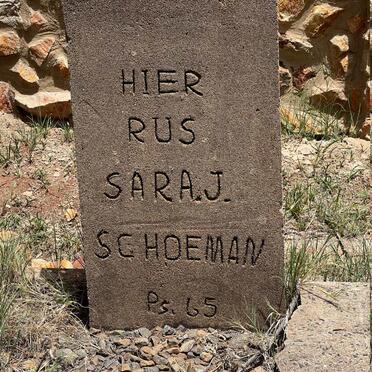 HIER
RUS
SARA.J.
SCHOEMAN
Ps. 65